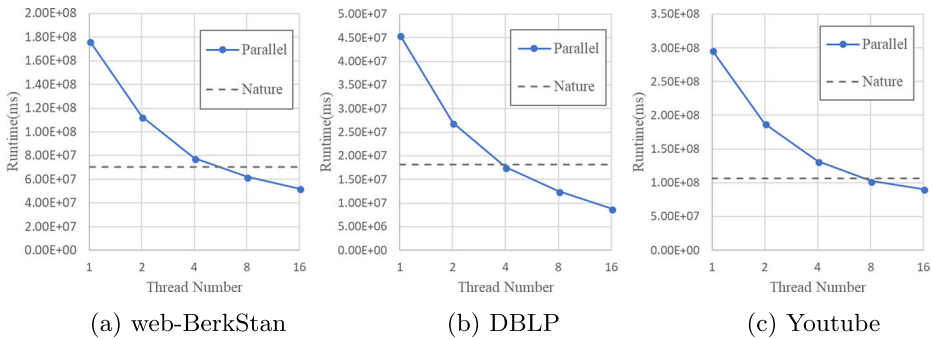 2.00E+08
1.80E+08
1.60E+08
1.40E+08
1.20E+08
1.00E+08
8.00E+07
6.00E+07
4.00E+07
2.00E+07
0.00E+00
Runtime(ms)
Parallel
Nature
1 2 4 8 16
Thread Number
(a) web-BerkStan
5.00E+07
4.50E+07
4.00E+07
3.50E+07
3.00E+07
2.50E+07
2.00E+07
1.50E+07
1.00E+07
5.00E+06
0.00E+00
Runtime(ms)
Parallel
Nature
1 2 4 8 16
Thread Number
(b) DBLP
3.50E+08
3.00E+08
2.50E+08
2.00E+08
1.50E+08
1.00E+08
5.00E+07
0.00E+00
Runtime(ms)
Parallel
Nature
1 2 4 8 16
Thread Number
(c) Youtube